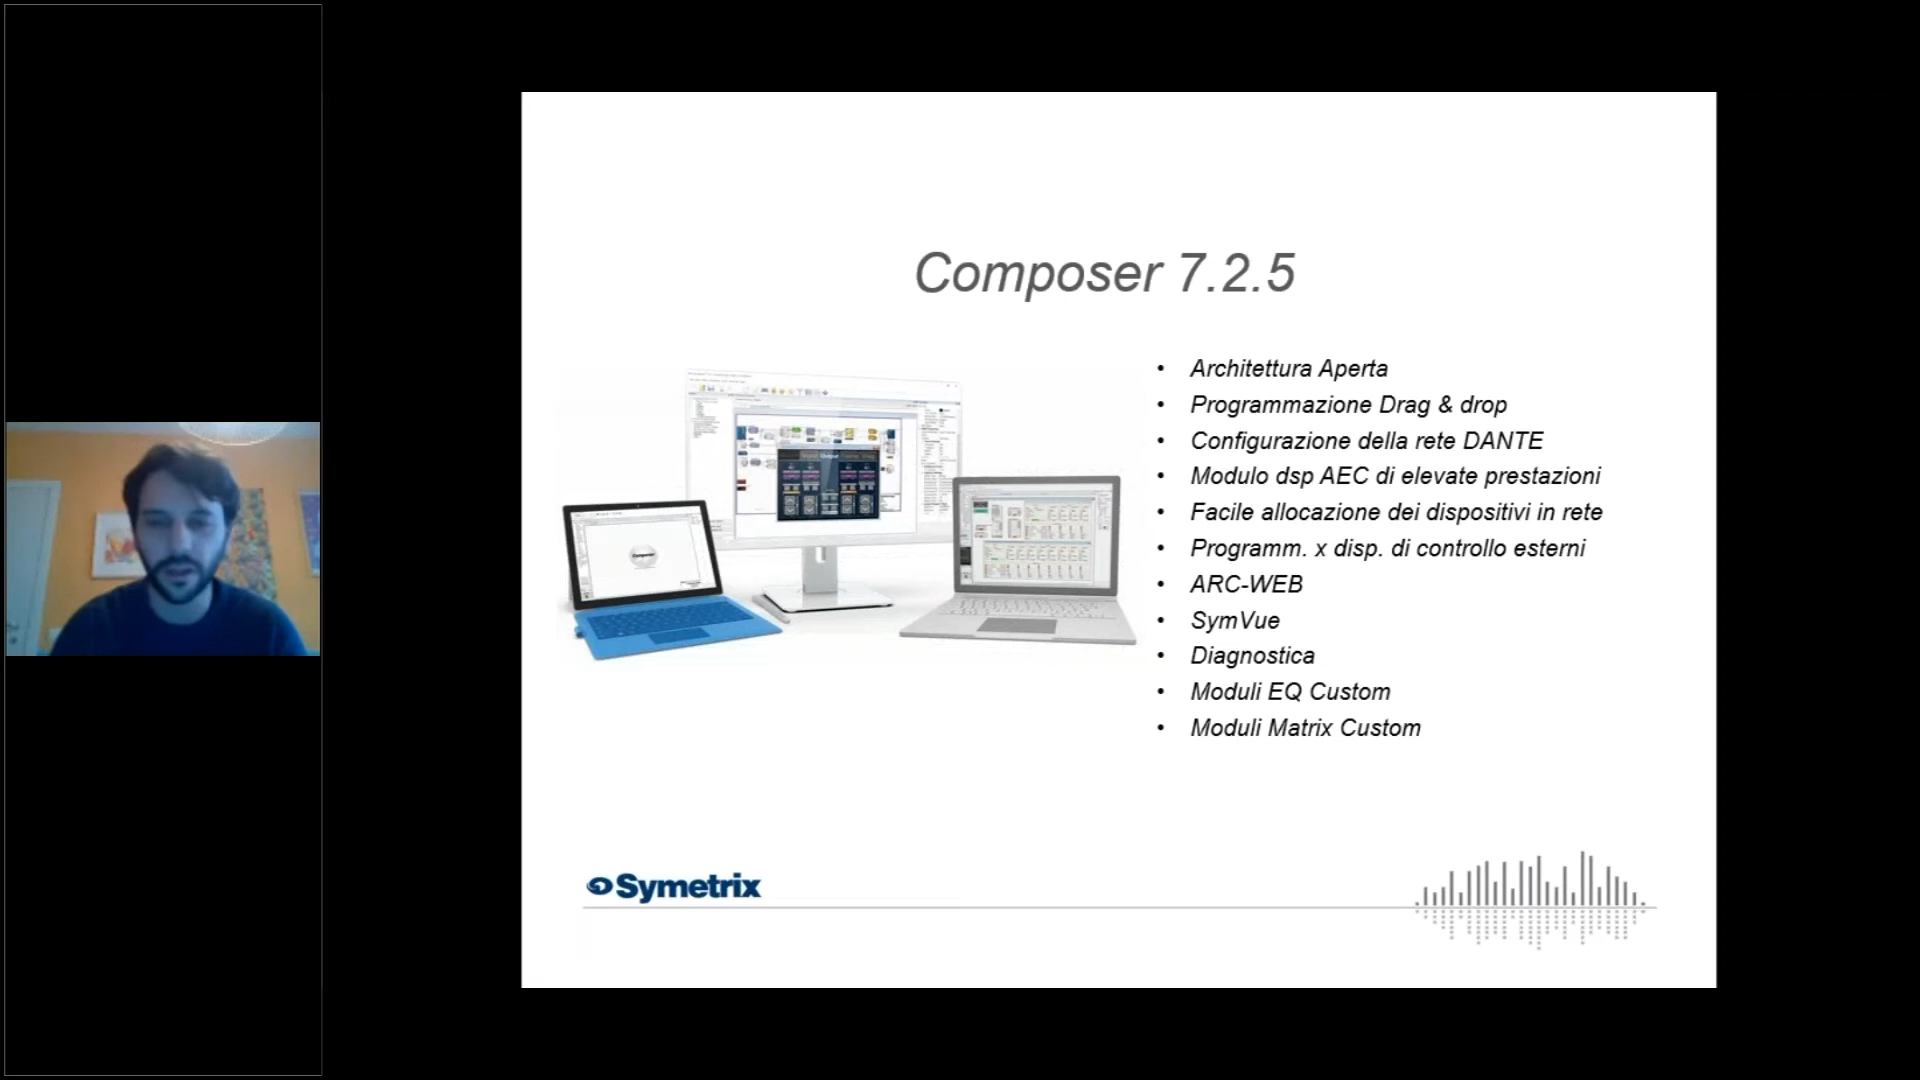 Composer 7.2.5
• Architettura Aperta
• Programmazione Drag & drop
• Configurazione della rete DANTE
• Modulo dsp AEC di elevate prestazioni
• Facile allocazione dei dispositivi in rete
• Programm. x disp. di controllo esterni
• ARC-WEB
• SymVue
• Diagnostica
• Moduli EQ Custom
• Moduli Matrix Custom
Symetrix